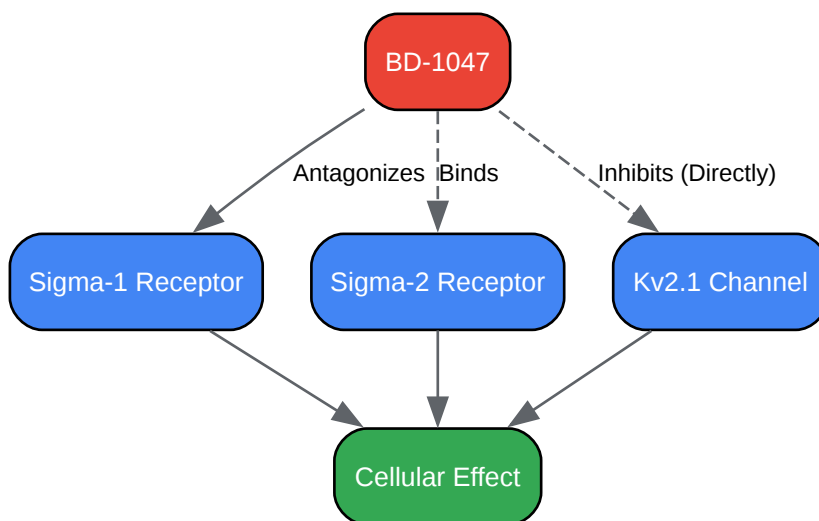 BD-1047
Antagonizes
Binds
Inhibits (Directly)
Sigma-1 Receptor
Sigma-2 Receptor
Kv2.1 Channel
Cellular Effect